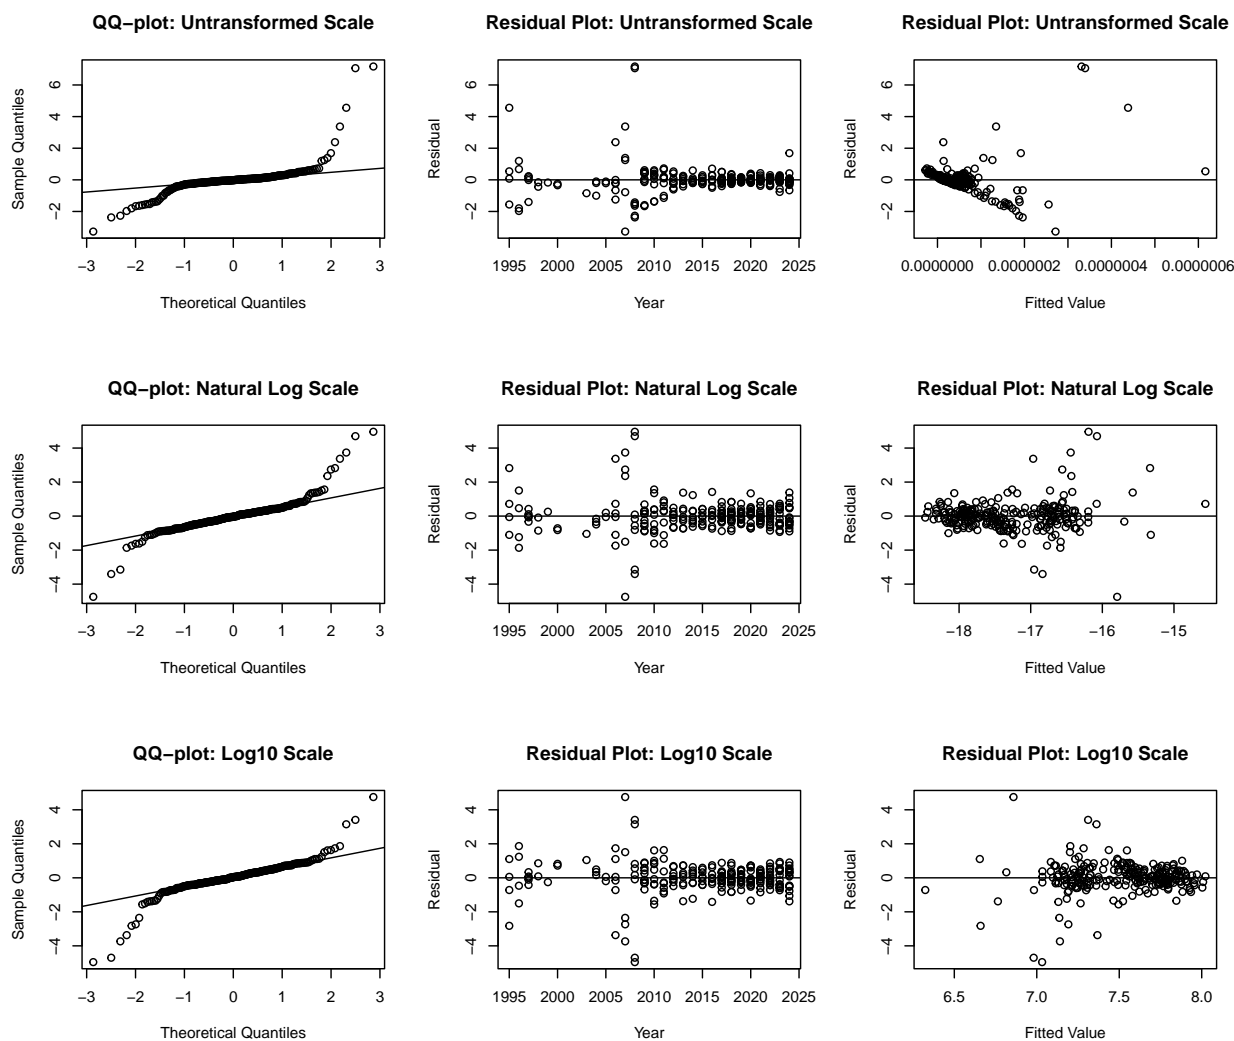 QQ−plot: Untransformed Scale
Sample Quantiles
6
4
2
0
−2
−3 −2 −1 0 1 2 3
Theoretical Quantiles
Residual Plot: Untransformed Scale
Residual
6
4
2
0
−2
1995 2000 2005 2010 2015 2020 2025
Year
Residual Plot: Untransformed Scale
Residual
6
4
2
0
−2
0.0000000 0.0000002 0.0000004 0.0000006
Fitted Value
QQ−plot: Natural Log Scale
Sample Quantiles
4
2
0
−2
−4
−3 −2 −1 0 1 2 3
Theoretical Quantiles
Residual Plot: Natural Log Scale
Residual
4
2
0
−2
−4
1995 2000 2005 2010 2015 2020 2025
Year
Residual Plot: Natural Log Scale
Residual
4
2
0
−2
−4
−18 −17 −16 −15
Fitted Value
QQ−plot: Log10 Scale
Sample Quantiles
4
2
0
−2
−4
−3 −2 −1 0 1 2 3
Theoretical Quantiles
Residual Plot: Log10 Scale
Residual
4
2
0
−2
−4
1995 2000 2005 2010 2015 2020 2025
Year
Residual Plot: Log10 Scale
Residual
4
2
0
−2
−4
6.5 7.0 7.5 8.0
Fitted Value